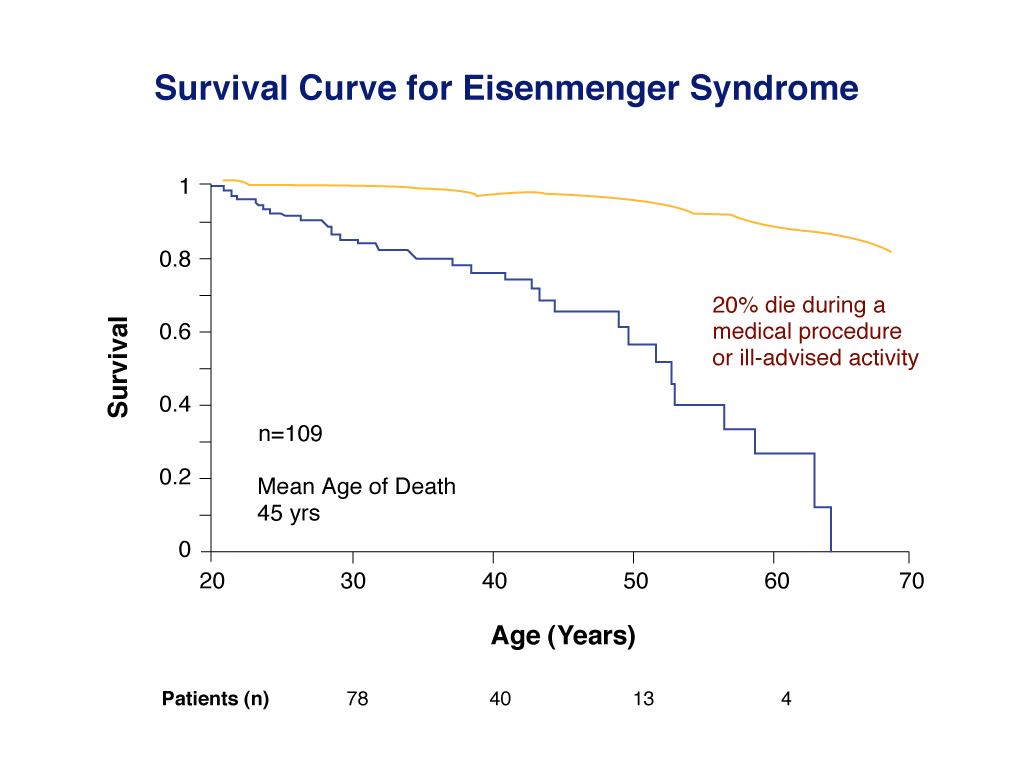 Survival Curve for Eisenmenger Syndrome
Survival
1
0.8
0.6
0.4
0.2
0
20% die during a
medical procedure
or ill-advised activity
n=109
Mean Age of Death
45 yrs
20 30 40 50 60 70
Age (Years)
Patients (n) 78 40 13 4